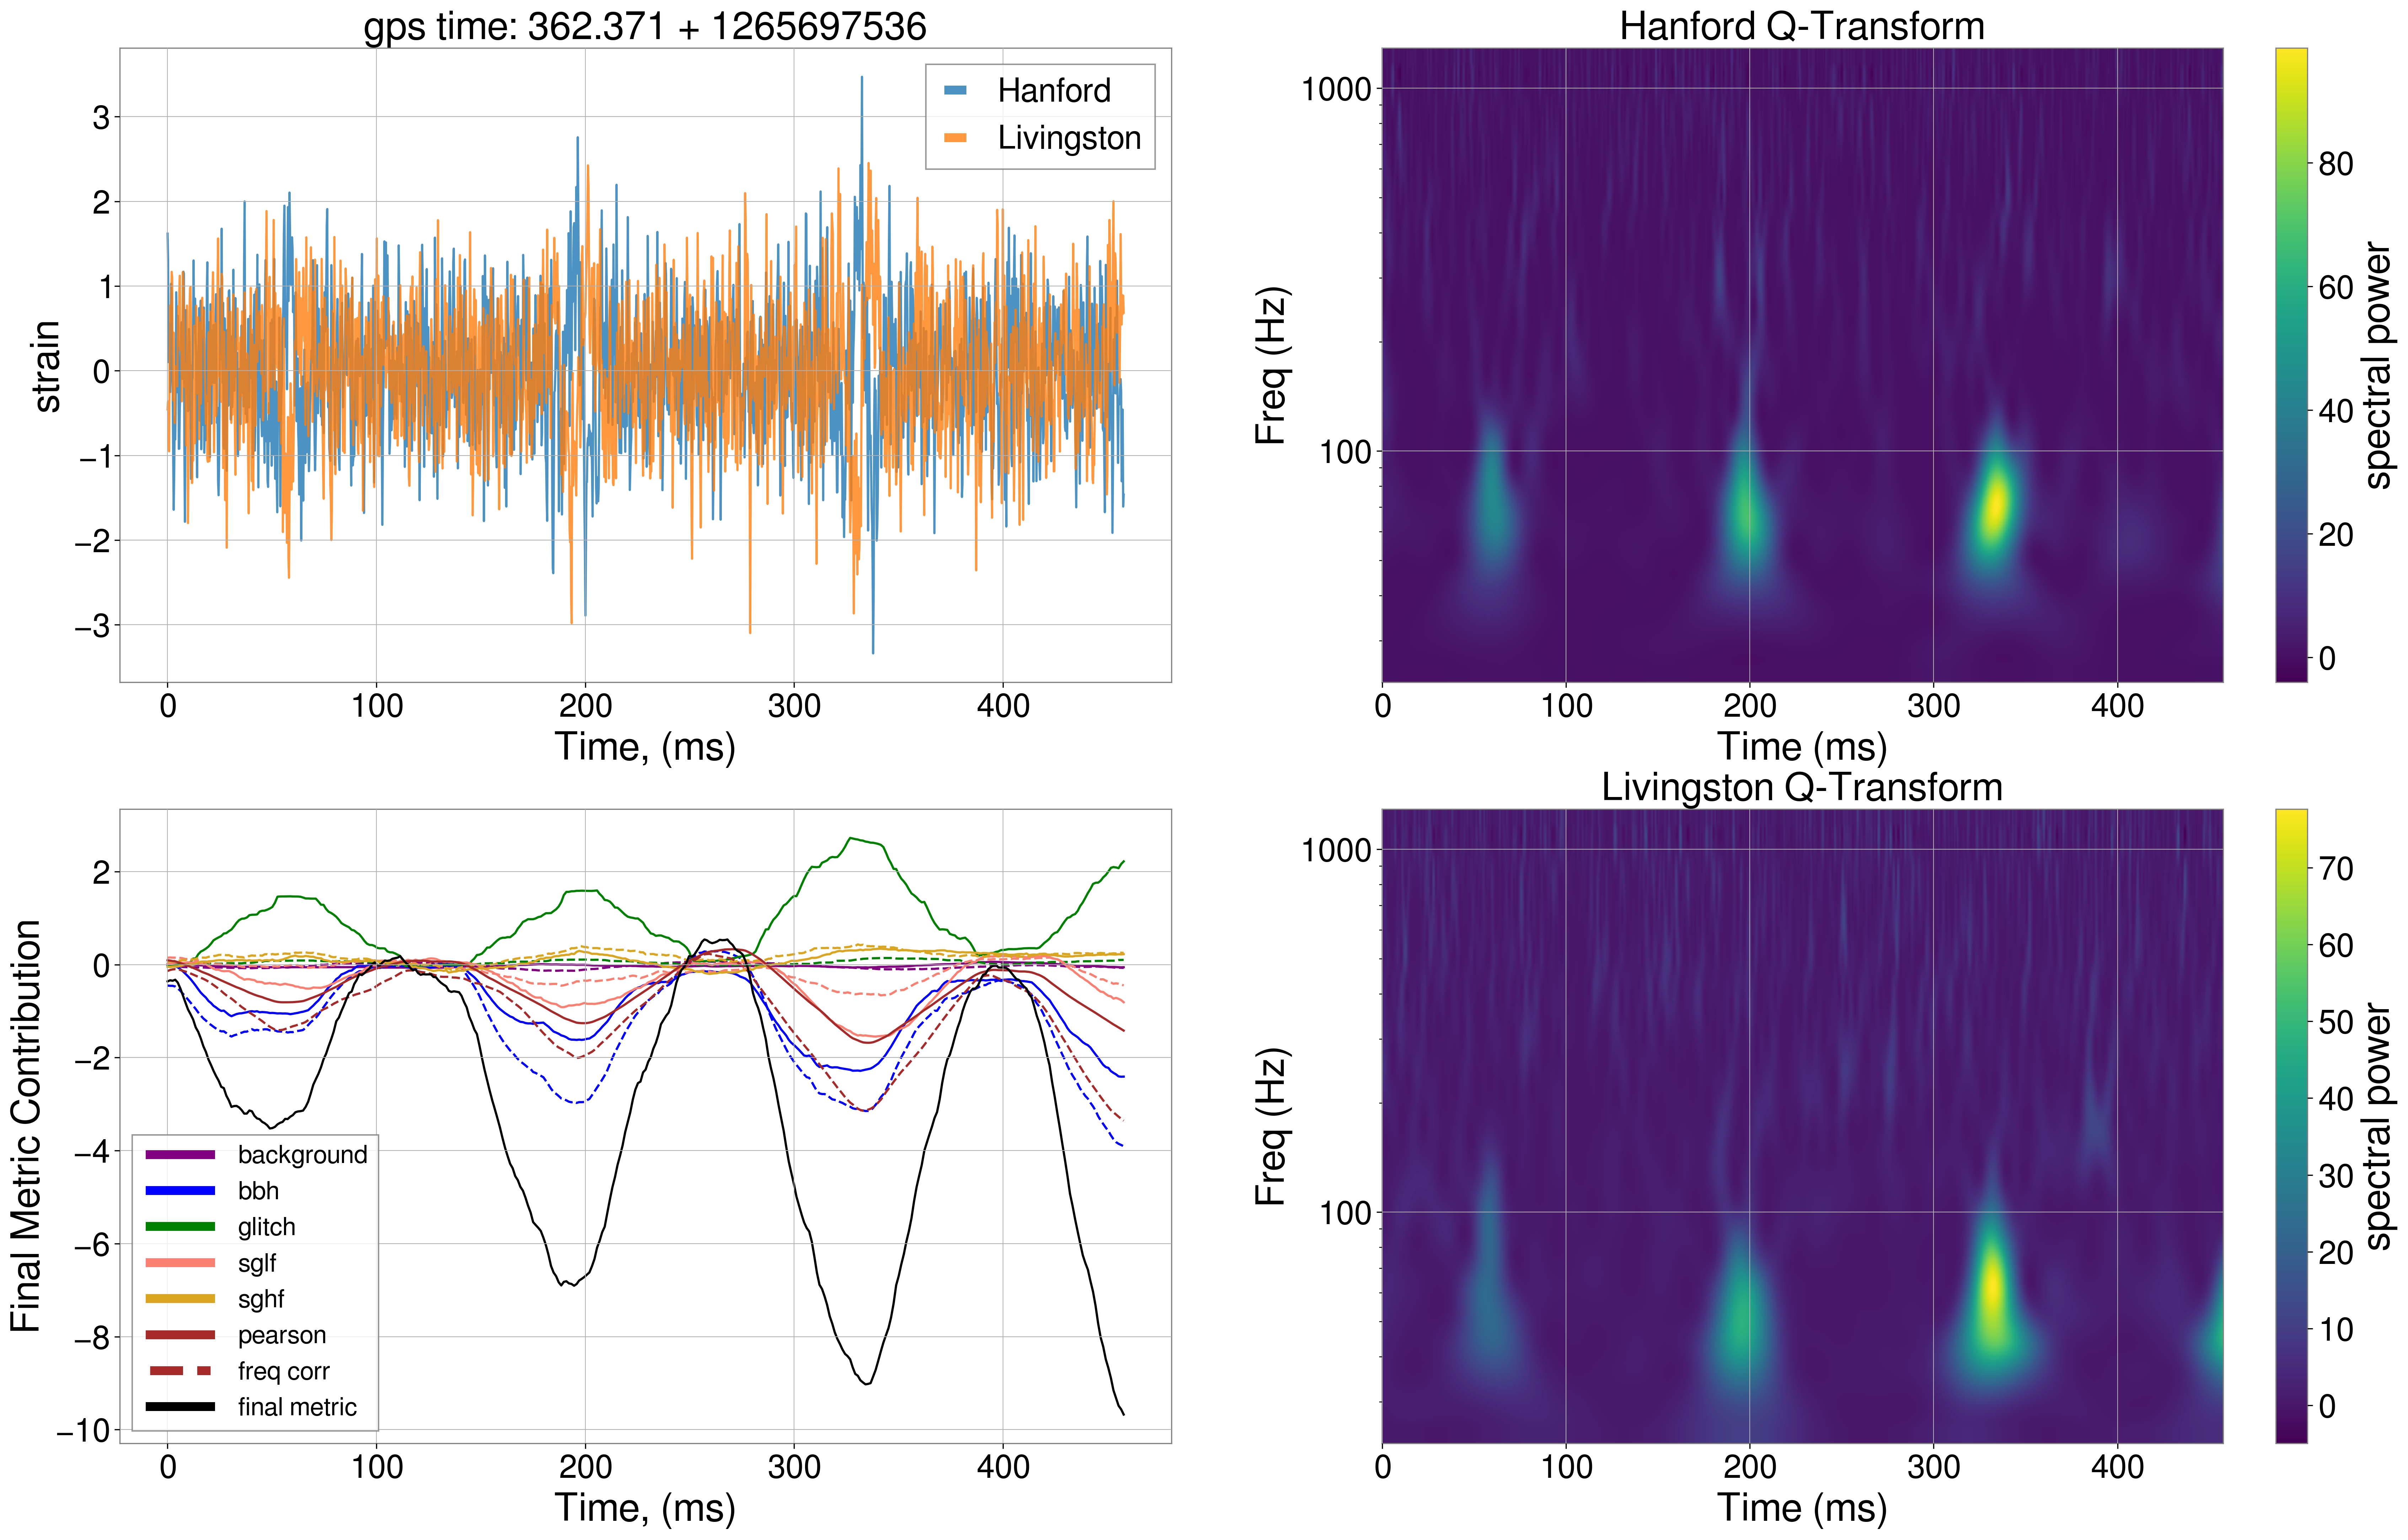 gps time: 362.371 + 1265697536
strain
3
2
1
0
−1
−2
−3
Hanford
Livingston
0 100 200 300 400
Time, (ms)
Hanford Q-Transform
Freq (Hz)
1000
100
0 100 200 300 400
Time (ms)
80
60
40
20
0
spectral power
Final Metric Contribution
2
0
−2
−4
−6
−8
−10
background
bbh
glitch
sglf
sghf
pearson
freq corr
final metric
0 100 200 300 400
Time, (ms)
Livingston Q-Transform
Freq (Hz)
1000
100
0 100 200 300 400
Time (ms)
70
60
50
40
30
20
10
0
spectral power